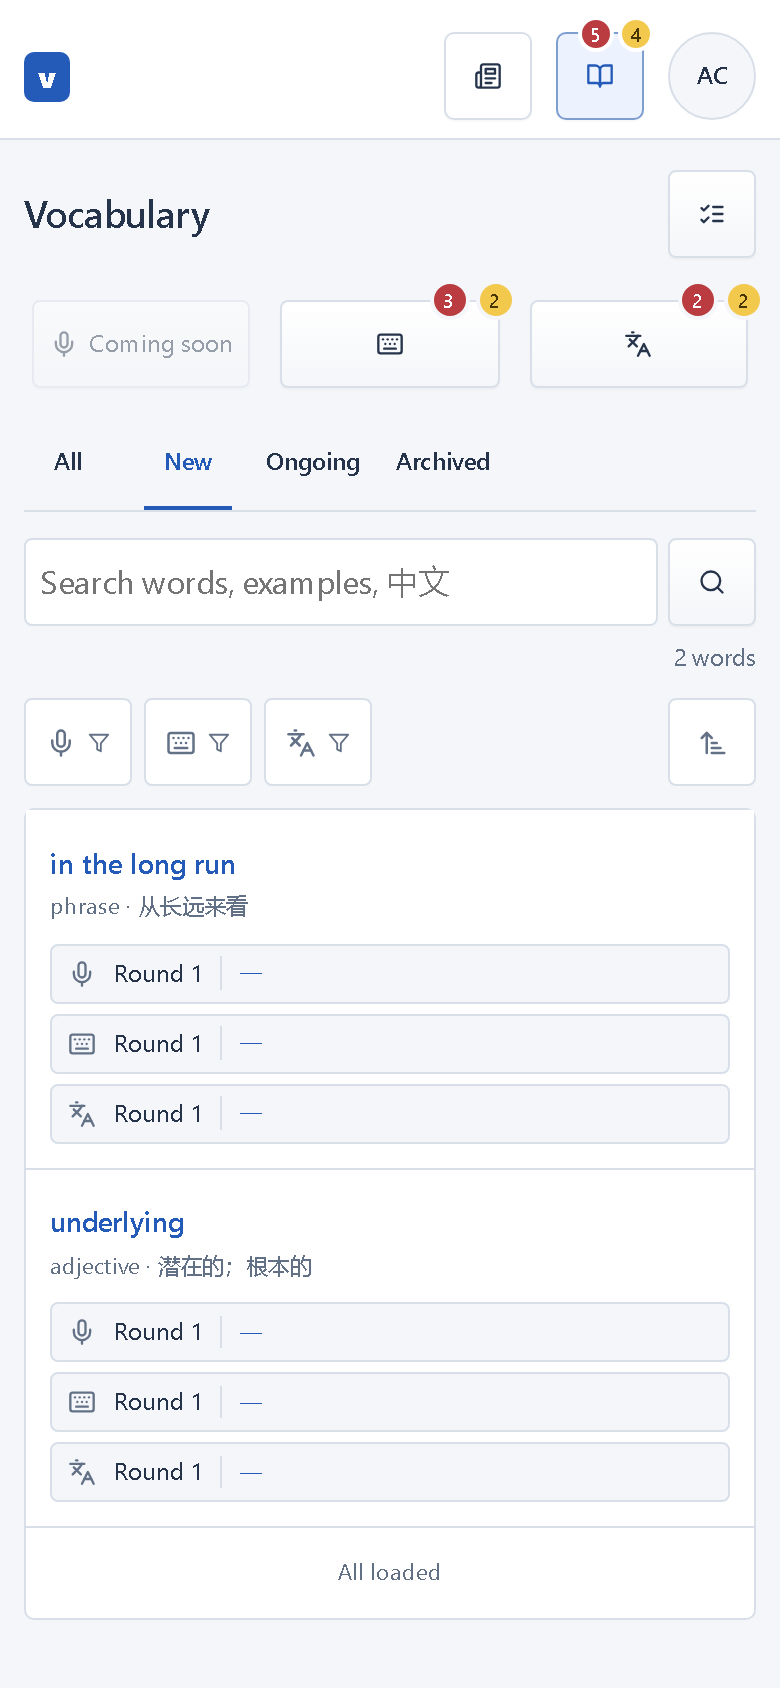 v
5
4
AC
Vocabulary
Coming soon
3
2
2
2
All
New
Ongoing
Archived
Search words, examples, 中文
2 words
in the long run
phrase · 从长远来看
Round 1 —
Round 1 —
Round 1 —
underlying
adjective · 潜在的；根本的
Round 1 —
Round 1 —
Round 1 —
All loaded